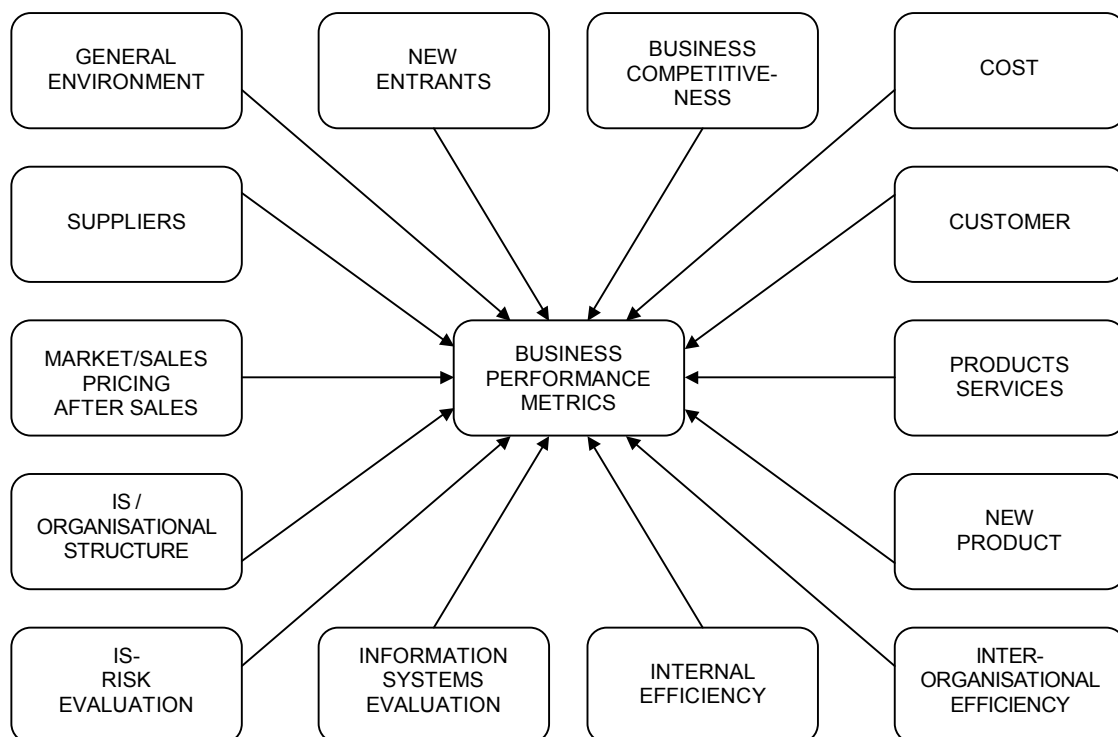 GENERAL
ENVIRONMENT
NEW
ENTRANTS
BUSINESS
COMPETITIVE-
NESS
COST
SUPPLIERS
CUSTOMER
MARKET/SALES
PRICING
AFTER SALES
BUSINESS
PERFORMANCE
METRICS
PRODUCTS
SERVICES
IS /
ORGANISATIONAL
STRUCTURE
NEW
PRODUCT
IS-
RISK
EVALUATION
INFORMATION
SYSTEMS
EVALUATION
INTERNAL
EFFICIENCY
INTER-
ORGANISATIONAL
EFFICIENCY